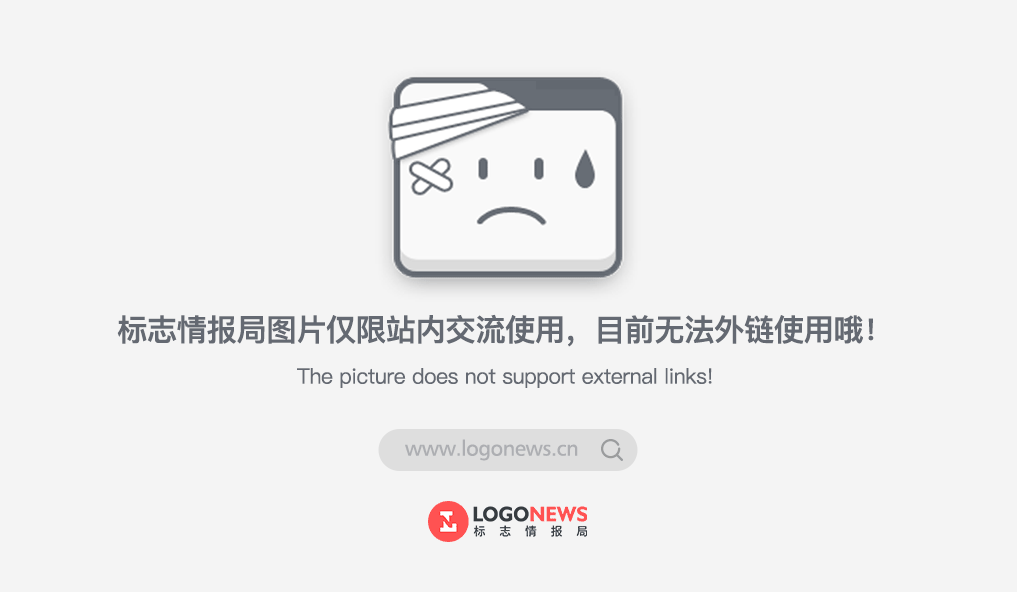 标志情报局图片仅限站内交流使用，目前无法外链使用哦！
The picture does not support external links!
www.logonews.cn
LOGONEWS
标志情报局